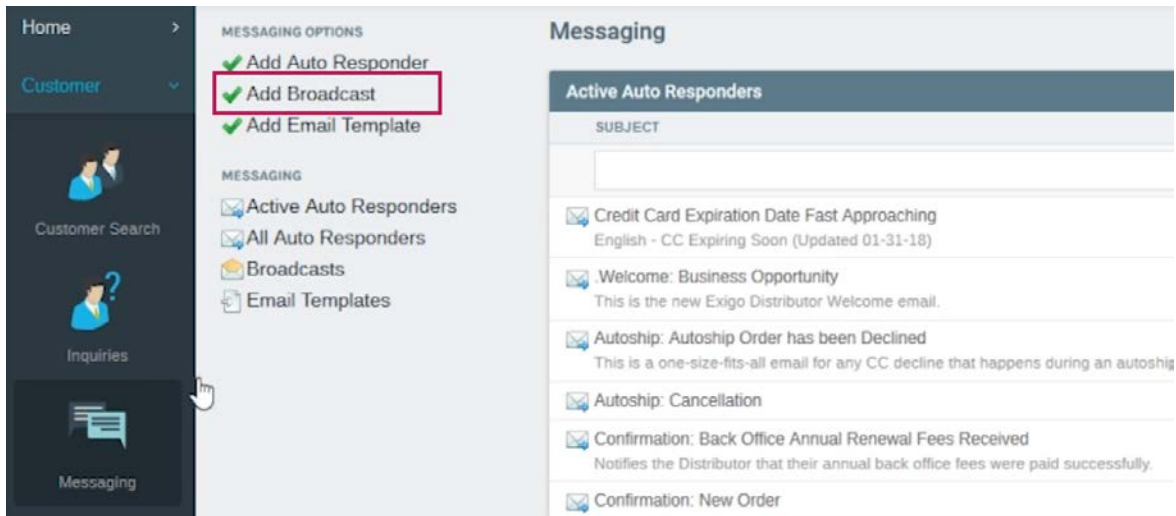 Home
Customer
Customer Search
Inquiries
Messaging
MESSAGING OPTIONS
Add Auto Responder
Add Broadcast
Add Email Template
MESSAGING
Active Auto Responders
All Auto Responders
Broadcasts
Email Templates
Messaging
Active Auto Responders
SUBJECT
Credit Card Expiration Date Fast Approaching
English - CC Expiring Soon (Updated 01-31-18)
.Welcome: Business Opportunity
This is the new Exigo Distributor Welcome email.
Autoship: Autoship Order has been Declined
This is a one-size-fits-all email for any CC decline that happens during an autoship
Autoship: Cancellation
Confirmation: Back Office Annual Renewal Fees Received
Notifies the Distributor that their annual back office fees were paid successfully.
Confirmation: New Order